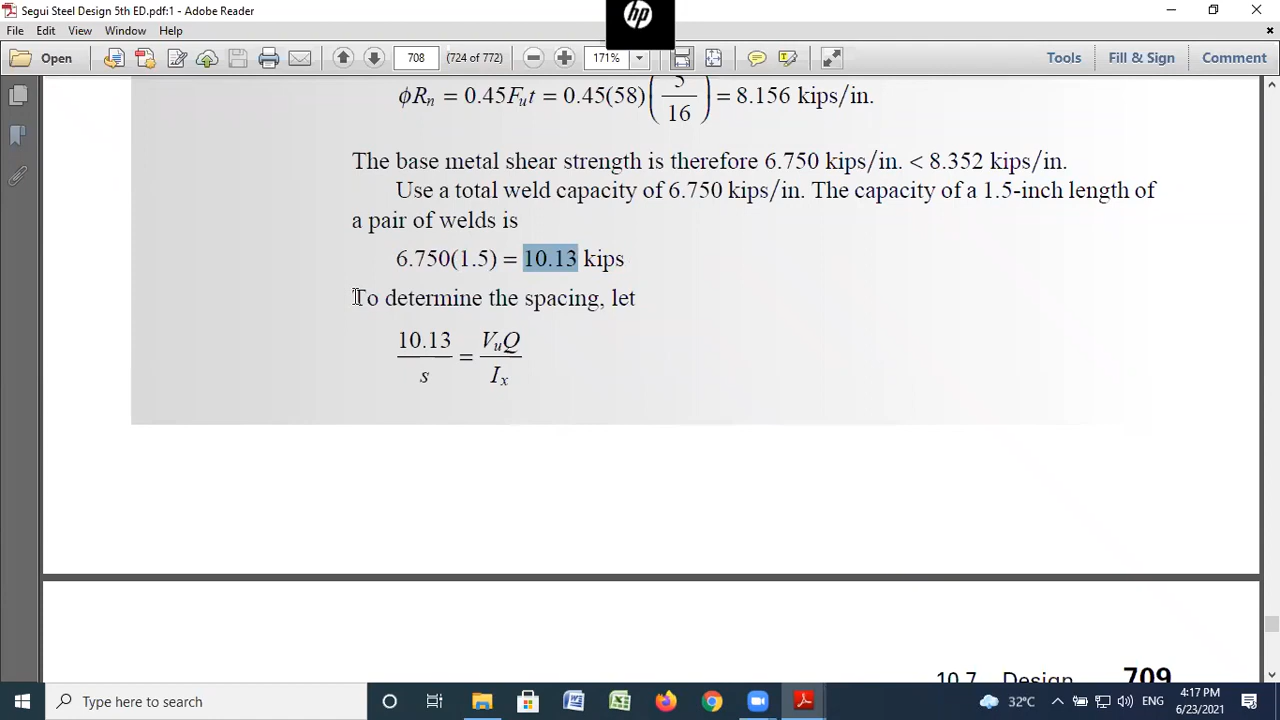 Segui Steel Design 5th ED.pdf:1 - Adobe Reader
hp
File Edit View Window Help
Open 708 (724 of 772) 171% Tools Fill & Sign Comment
ϕRn = 0.45Fut = 0.45(58)(5/16) = 8.156 kips/in.
The base metal shear strength is therefore 6.750 kips/in. < 8.352 kips/in.
Use a total weld capacity of 6.750 kips/in. The capacity of a 1.5-inch length of
a pair of welds is
6.750(1.5) = 10.13 kips
To determine the spacing, let
10.13/s = VuQ/Ix
10.7 Design 709
Type here to search
32°C ENG 4:17 PM
6/23/2021